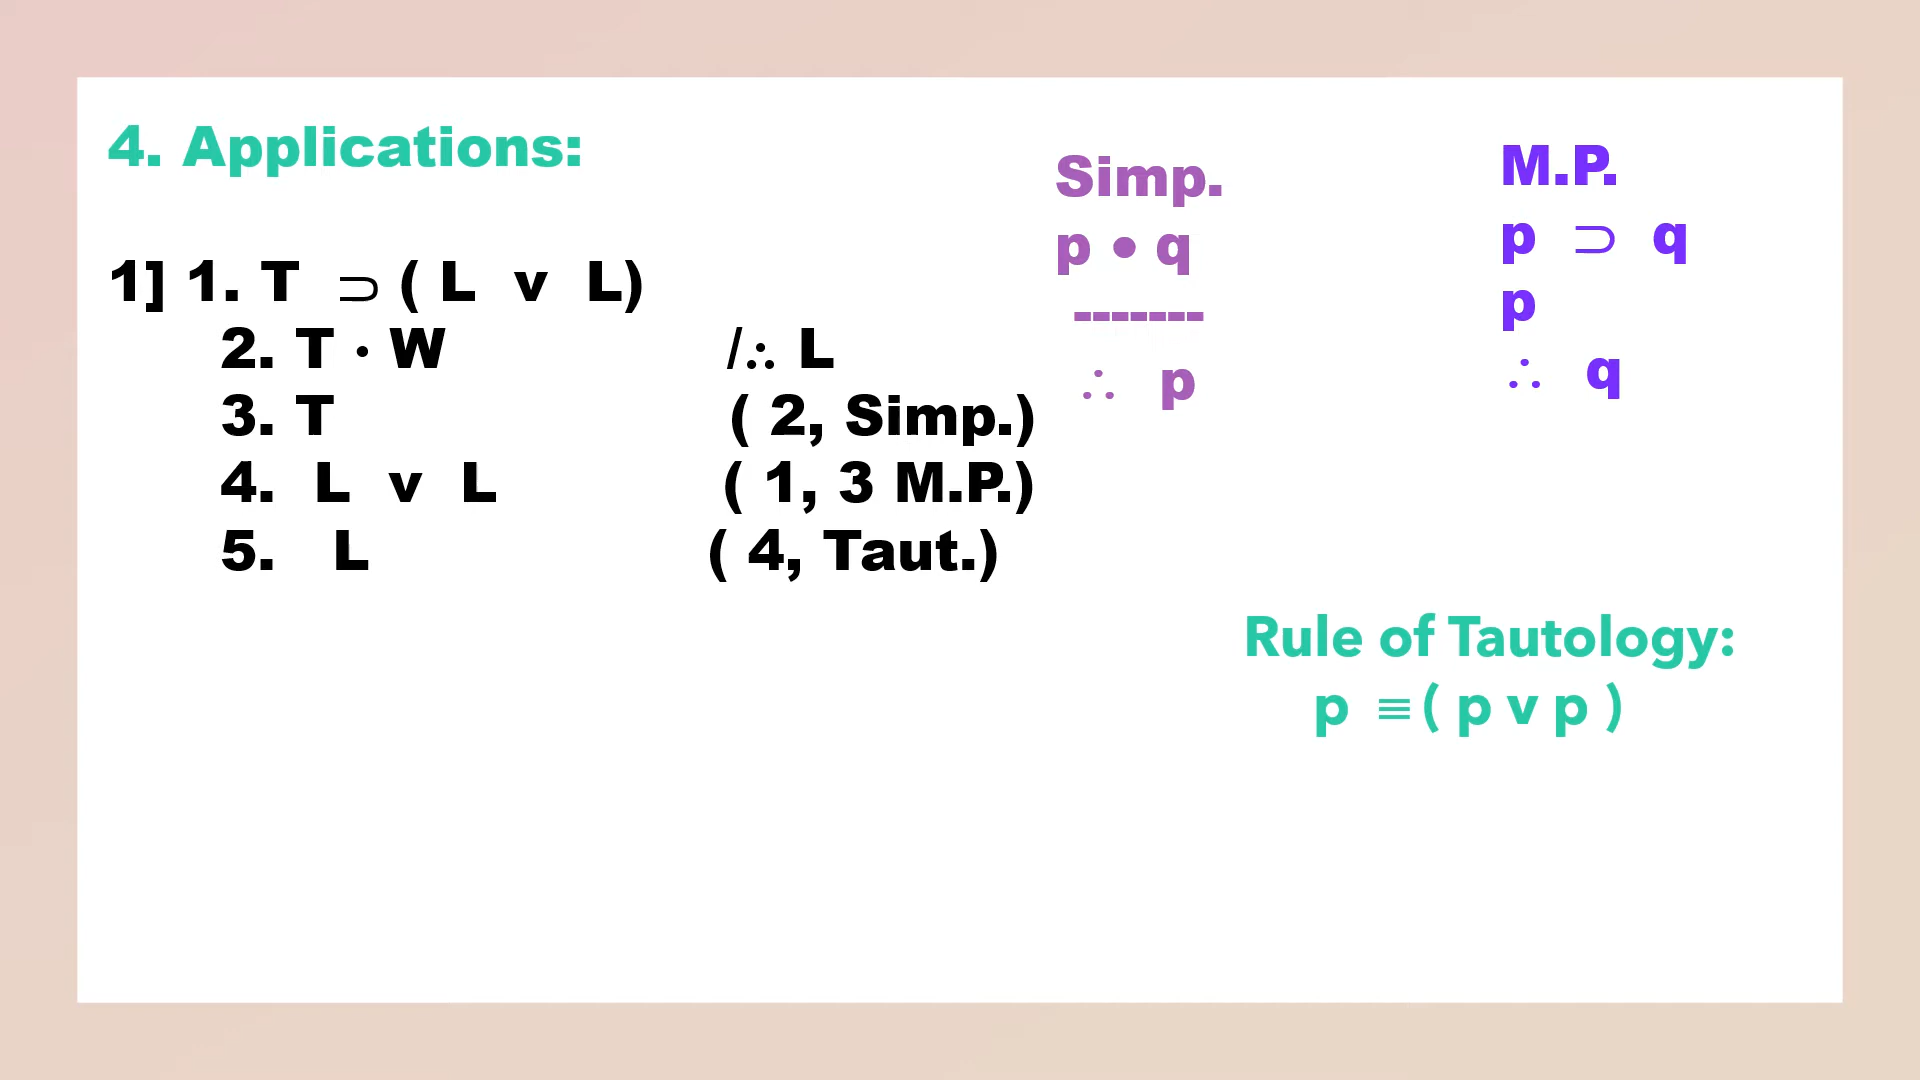 4. Applications:
1] 1. T ⊃ ( L v L)
2. T · W /∴ L
3. T ( 2, Simp.)
4. L v L ( 1, 3 M.P.)
5. L ( 4, Taut.)
Simp.
p • q
-------
∴ p
M.P.
p ⊃ q
p
∴ q
Rule of Tautology:
p ≡ ( p v p )